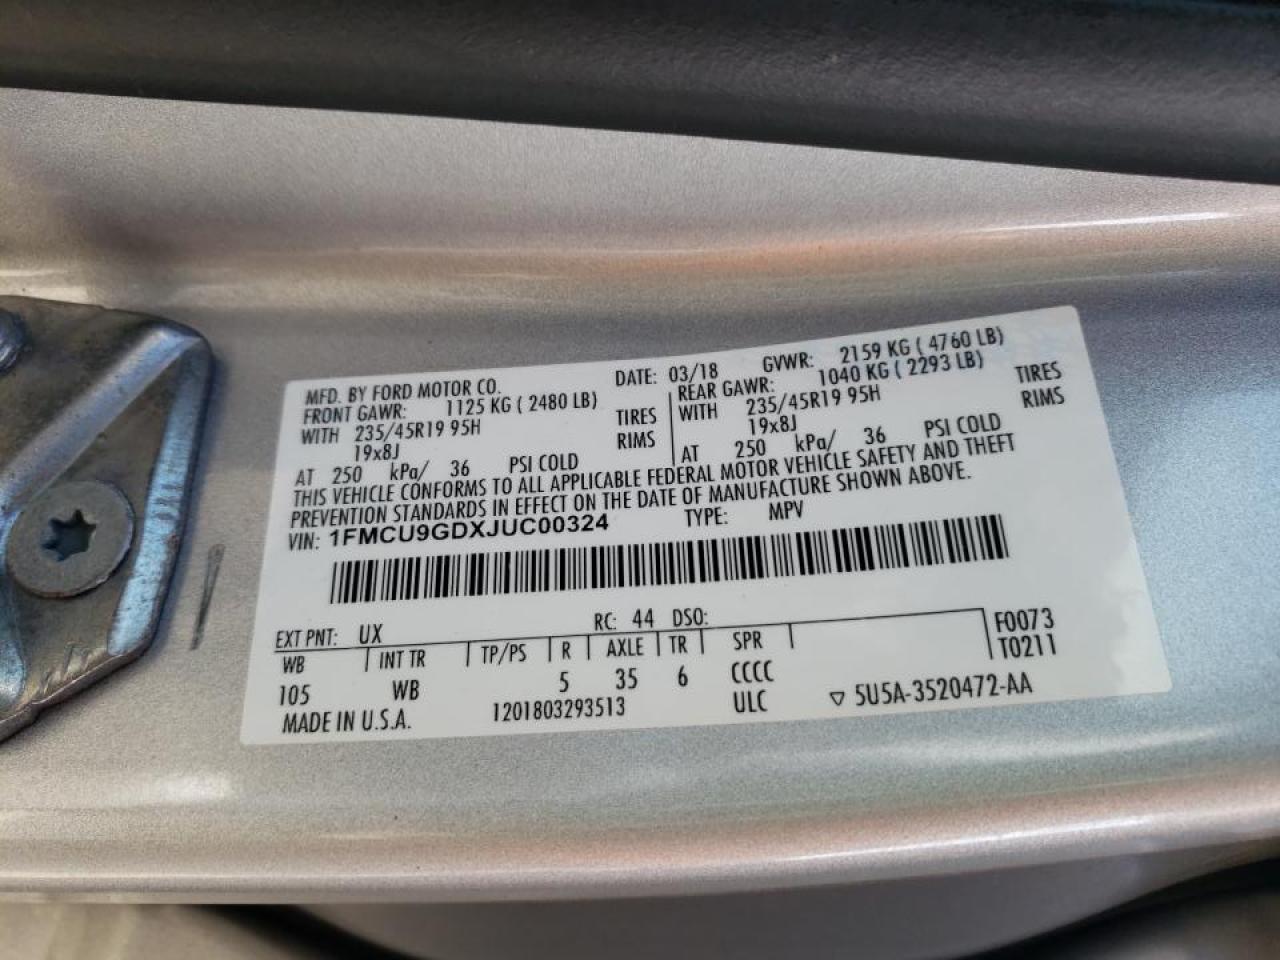 MFD. BY FORD MOTOR CO. DATE: 03/18 GVWR: 2159 KG ( 4760 LB)
FRONT GAWR: 1125 KG ( 2480 LB) REAR GAWR: 1040 KG ( 2293 LB)
WITH 235/45R19 95H TIRES WITH 235/45R19 95H TIRES
19x8J RIMS 19x8J RIMS
AT 250 kPa/ 36 PSI COLD AT 250 kPa/ 36 PSI COLD
THIS VEHICLE CONFORMS TO ALL APPLICABLE FEDERAL MOTOR VEHICLE SAFETY AND THEFT
PREVENTION STANDARDS IN EFFECT ON THE DATE OF MANUFACTURE SHOWN ABOVE.
VIN: 1FMCU9GDXJUC00324 TYPE: MPV
EXT PNT: UX RC: 44 DSO: F0073
WB INT TR TP/PS R AXLE TR SPR T0211
105 WB 5 35 6 CCCC
MADE IN U.S.A. 1201803293513 ULC ▽ 5U5A-3520472-AA